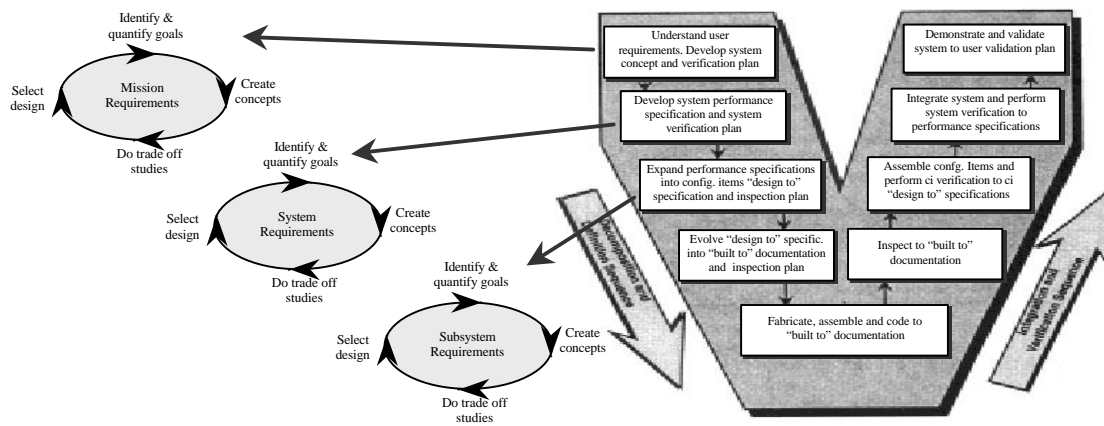 Identify &
quantify goals
Mission
Requirements
Select
design
Create
concepts
Do trade off
studies
Identify &
quantify goals
System
Requirements
Select
design
Create
concepts
Do trade off
studies
Identify &
quantify goals
Subsystem
Requirements
Select
design
Create
concepts
Do trade off
studies
Understand user
requirements. Develop system
concept and verification plan
Develop system performance
specification and system
verification plan
Expand performance specifications
into config. items “design to”
specification and inspection plan
Evolve “design to” specific.
into “built to” documentation
and inspection plan
Fabricate, assemble and code to
“built to” documentation
Inspect to “built to”
documentation
Assemble confg. Items and
perform ci verification to ci
“design to” specifications
Integrate system and perform
system verification to
performance specifications
Demonstrate and validate
system to user validation plan
Decomposition and
Definition Sequence
Integration and
Verification Sequence